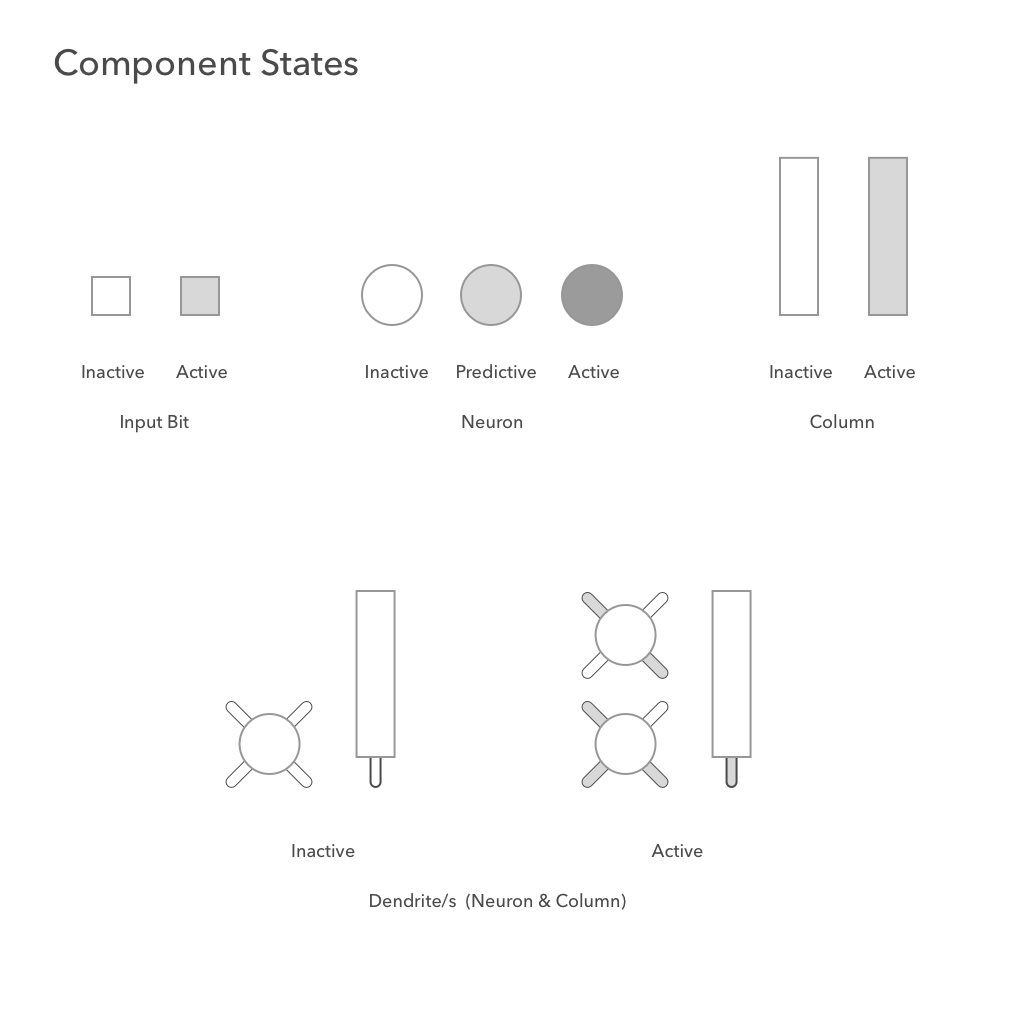 Component States
Inactive Active
Input Bit
Inactive Predictive Active
Neuron
Inactive Active
Column
Inactive
Active
Dendrite/s (Neuron & Column)